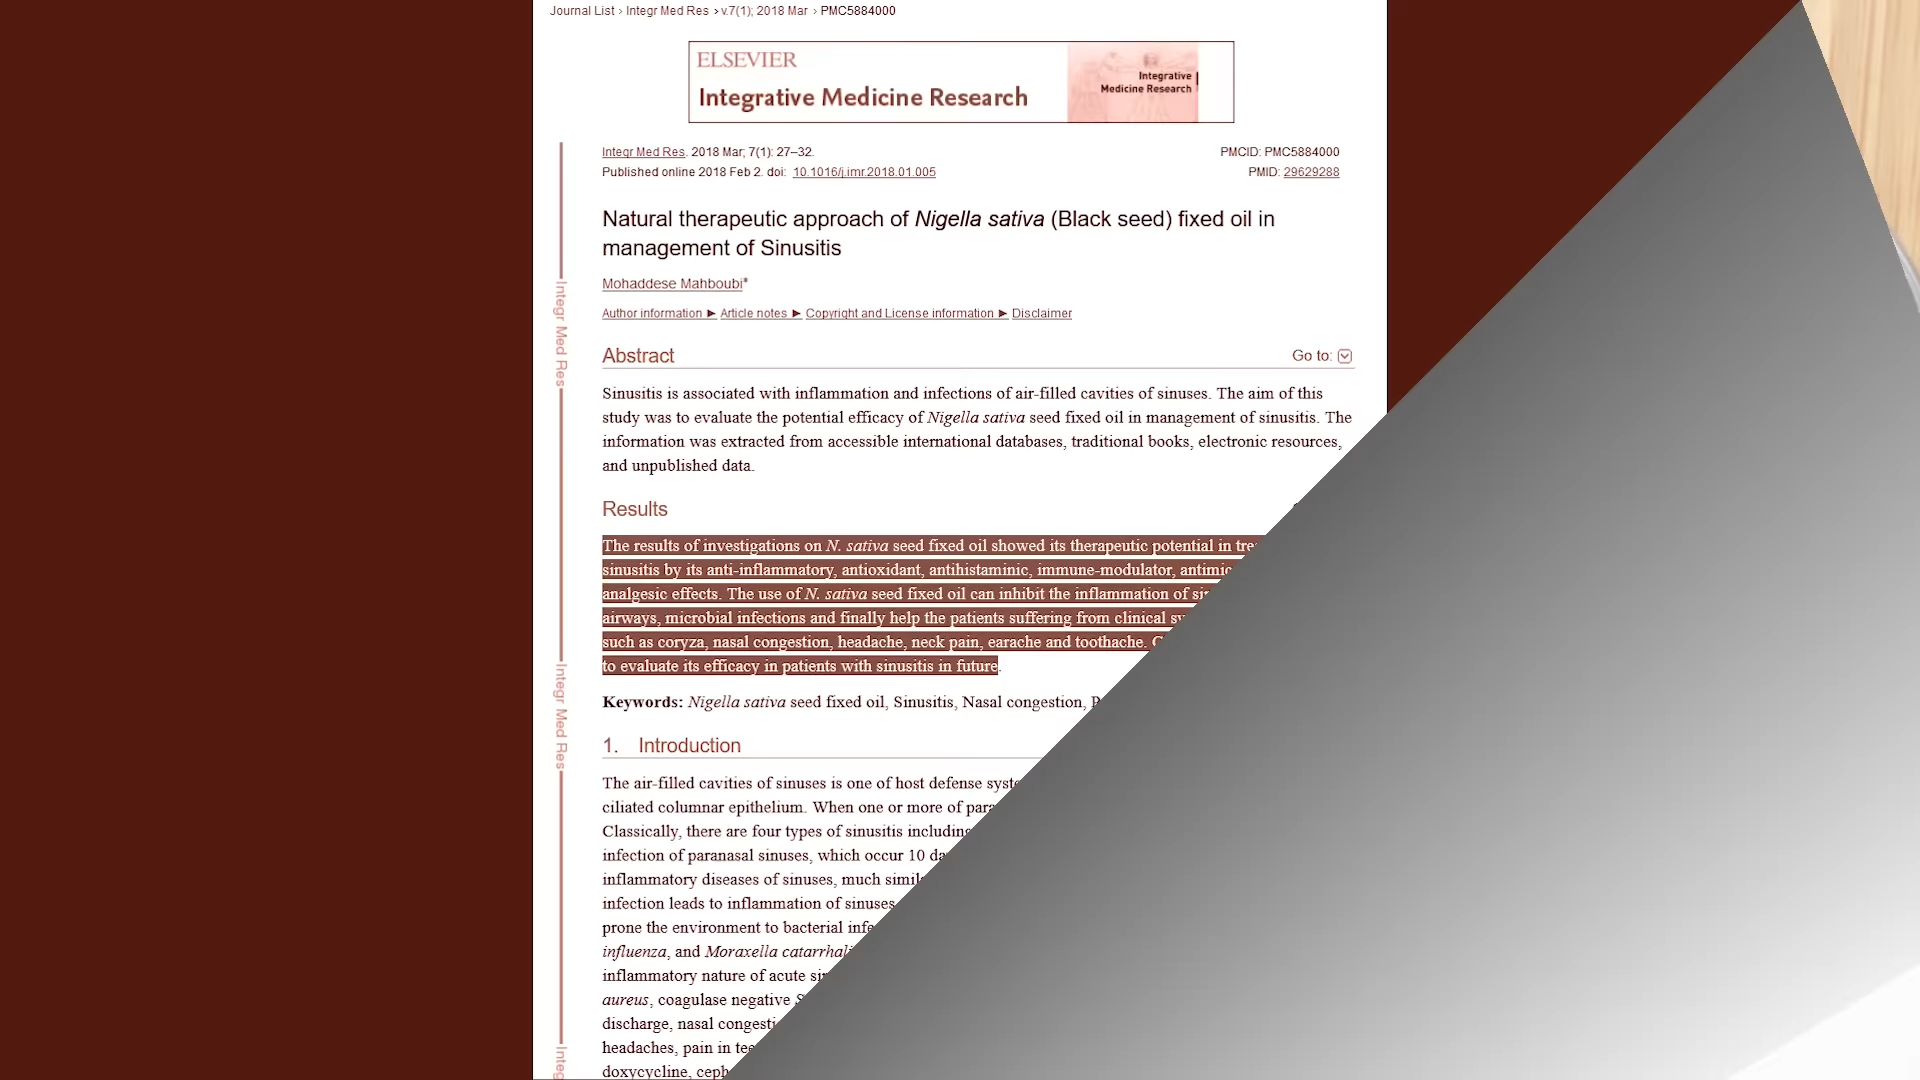 Journal List › Integr Med Res › v.7(1); 2018 Mar › PMC5884000
ELSEVIER
Integrative Medicine Research
Integrative
Medicine Research
Integr Med Res. 2018 Mar; 7(1): 27–32.
PMCID: PMC5884000
Published online 2018 Feb 2. doi: 10.1016/j.imr.2018.01.005
PMID: 29629288
Natural therapeutic approach of Nigella sativa (Black seed) fixed oil in
management of Sinusitis
Mohaddese Mahboubi*
Author information ► Article notes ► Copyright and License information ► Disclaimer
Abstract
Go to:
Sinusitis is associated with inflammation and infections of air-filled cavities of sinuses. The aim of this
study was to evaluate the potential efficacy of Nigella sativa seed fixed oil in management of sinusitis. The
information was extracted from accessible international databases, traditional books, electronic resources,
and unpublished data.
Results
The results of investigations on N. sativa seed fixed oil showed its therapeutic potential in
sinusitis by its anti-inflammatory, antioxidant, antihistaminic, immune-modulator,
analgesic effects. The use of N. sativa seed fixed oil can inhibit the inflammation of
airways, microbial infections and finally help the patients suffering from clinical
such as coryza, nasal congestion, headache, neck pain, earache and toothache.
to evaluate its efficacy in patients with sinusitis in future.
Keywords: Nigella sativa seed fixed oil, Sinusitis, Nasal congestion,
1. Introduction
The air-filled cavities of sinuses is one of host defense
ciliated columnar epithelium. When one or more of
Classically, there are four types of sinusitis including
infection of paranasal sinuses, which occur 10
inflammatory diseases of sinuses, much
infection leads to inflammation of sinuses
prone the environment to bacterial
influenza, and Moraxella
inflammatory nature of acute
aureus, coagulase negative
discharge, nasal
headaches, pain in
doxycycline,
Integr Med Res
Integr Med Res